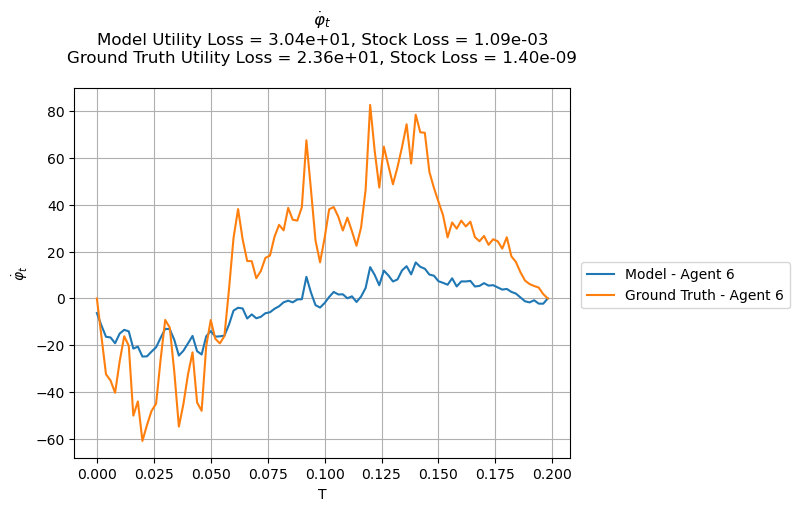 φ̇ₜ
Model Utility Loss = 3.04e+01, Stock Loss = 1.09e-03
Ground Truth Utility Loss = 2.36e+01, Stock Loss = 1.40e-09
80
60
40
20
0
−20
−40
−60
φ̇ₜ
0.000 0.025 0.050 0.075 0.100 0.125 0.150 0.175 0.200
T
Model - Agent 6
Ground Truth - Agent 6